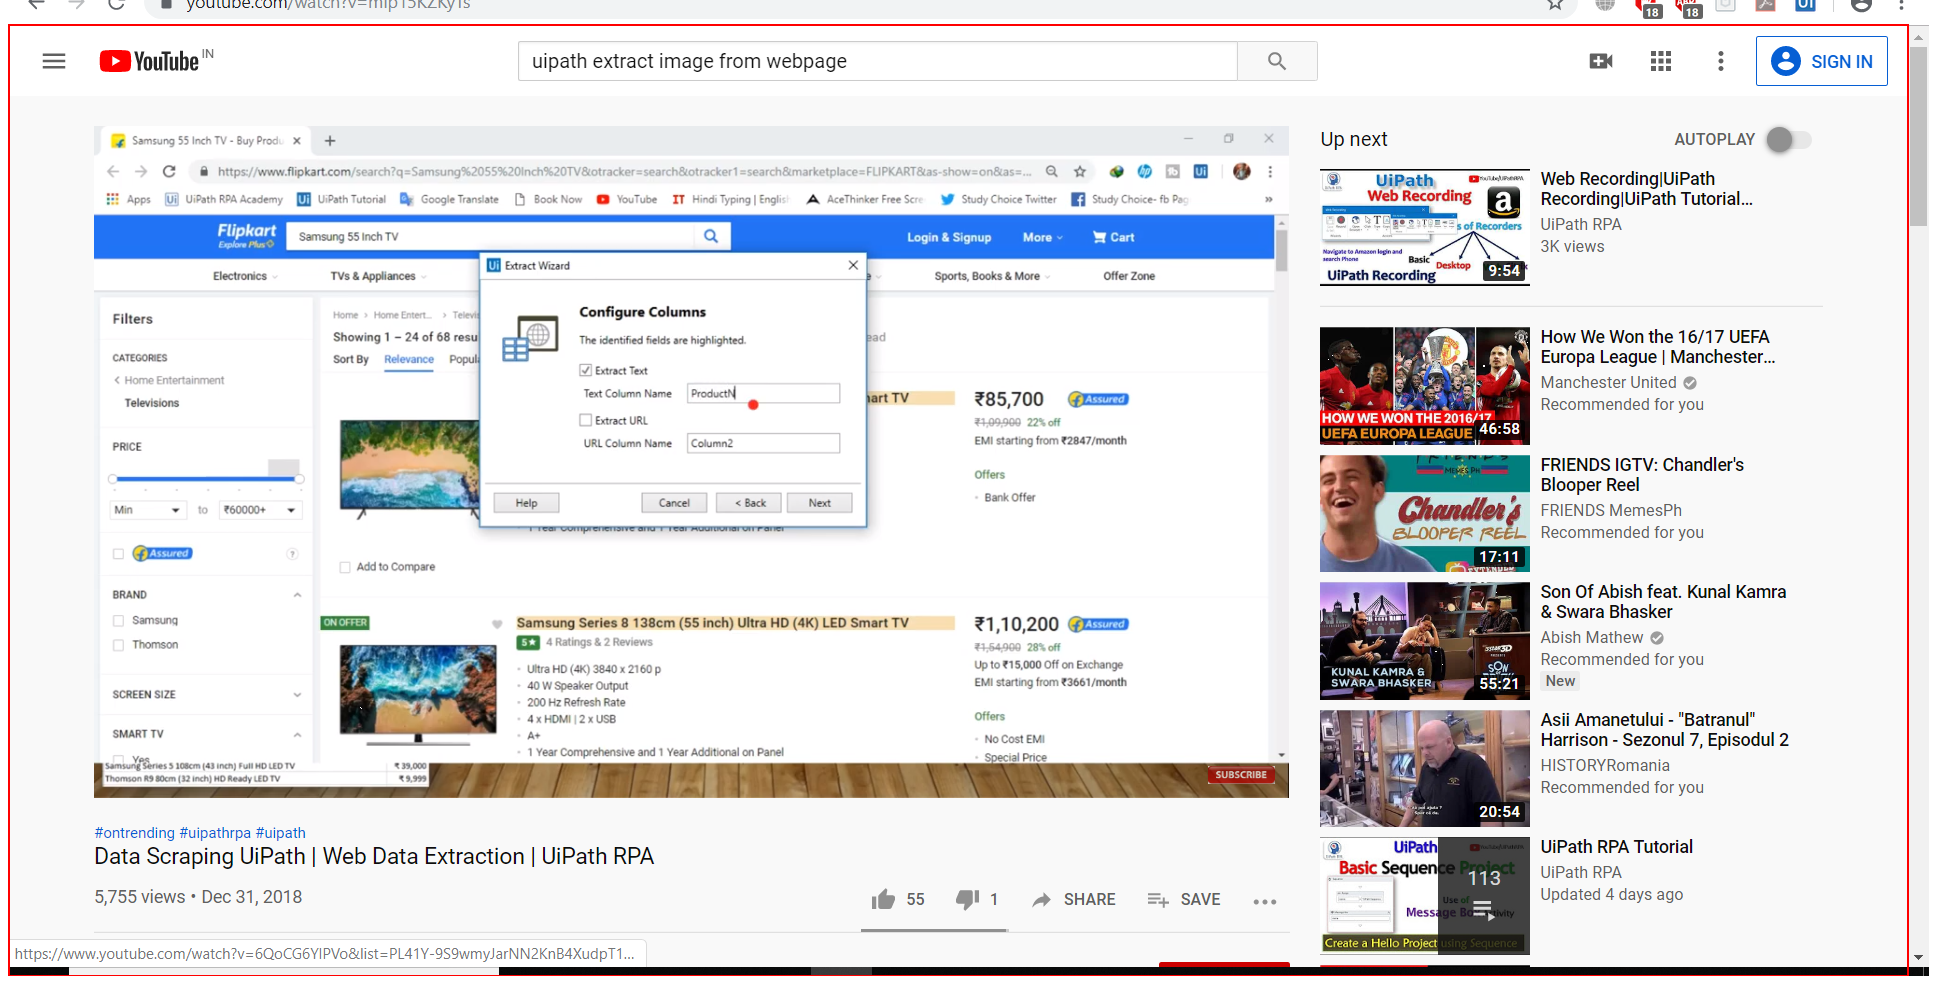 youtube.com/watch?v=mip15KZKy1s
18
18
YouTube IN
uipath extract image from webpage
SIGN IN
Samsung 55 Inch TV - Buy Produ
https://www.flipkart.com/search?q=Samsung%2055%20Inch%20TV&otracker=search&otracker1=search&marketplace=FLIPKART&as-show=on&as=...
Apps
UiPath RPA Academy
UiPath Tutorial
Google Translate
Book Now
YouTube
Hindi Typing | Englis
AceThinker Free Scre
Study Choice Twitter
Study Choice- fb Pag
Flipkart
Explore Plus
Samsung 55 Inch TV
Login & Signup
More
Cart
Electronics
TVs & Appliances
Sports, Books & More
Offer Zone
Extract Wizard
Configure Columns
The identified fields are highlighted.
Extract Text
Text Column Name
ProductN
Extract URL
URL Column Name
Column2
Help
Cancel
< Back
Next
Filters
CATEGORIES
Home Entertainment
Televisions
PRICE
Min
to
₹60000+
Assured
?
BRAND
Samsung
Thomson
SCREEN SIZE
SMART TV
Yes
Home > Home Entert... > Televi
Showing 1 – 24 of 68 resu
Sort By
Relevance
Popul
ead
nart TV
₹85,700
Assured
₹1,09,900 22% off
EMI starting from ₹2847/month
Offers
Bank Offer
1 Year Comprehensive and 1 Year Additional on Panel
Add to Compare
ON OFFER
Samsung Series 8 138cm (55 inch) Ultra HD (4K) LED Smart TV
5★ 4 Ratings & 2 Reviews
Ultra HD (4K) 3840 x 2160 p
40 W Speaker Output
200 Hz Refresh Rate
4 x HDMI | 2 x USB
A+
1 Year Comprehensive and 1 Year Additional on Panel
₹1,10,200
Assured
₹1,54,900 28% off
Up to ₹15,000 Off on Exchange
EMI starting from ₹3661/month
Offers
No Cost EMI
Special Price
Samsung Series 5 108cm (43 inch) Full HD LED TV ₹ 39,000
Thomson R9 80cm (32 inch) HD Ready LED TV ₹ 9,999
SUBSCRIBE
#ontrending #uipathrpa #uipath
Data Scraping UiPath | Web Data Extraction | UiPath RPA
5,755 views • Dec 31, 2018
55
1
SHARE
SAVE
https://www.youtube.com/watch?v=6QoCG6YlPVo&list=PL41Y-9S9wmyJarNN2KnB4XudpT1...
Up next
AUTOPLAY
UiPath
YouTube/UiPathRPA
Web Recording
s of Recorders
Navigate to Amazon login and
search Phone
Basic
Desktop
UiPath Recording
9:54
Web Recording|UiPath
Recording|UiPath Tutorial...
UiPath RPA
3K views
HOW WE WON THE 2016/17
UEFA EUROPA LEAGUE
46:58
How We Won the 16/17 UEFA
Europa League | Manchester...
Manchester United
Recommended for you
FRIENDS
MEMES PH
Chandler's
BLOOPER REEL
EXTENDED
17:11
FRIENDS IGTV: Chandler's
Blooper Reel
FRIENDS MemesPh
Recommended for you
KUNAL KAMRA &
SWARA BHASKER
SON
55:21
Son Of Abish feat. Kunal Kamra
& Swara Bhasker
Abish Mathew
Recommended for you
New
20:54
Asii Amanetului - "Batranul"
Harrison - Sezonul 7, Episodul 2
HISTORYRomania
Recommended for you
UiPath
Basic Sequence Project
113
Use of
Message Box Activity
Create a Hello Project using Sequence
UiPath RPA Tutorial
UiPath RPA
Updated 4 days ago